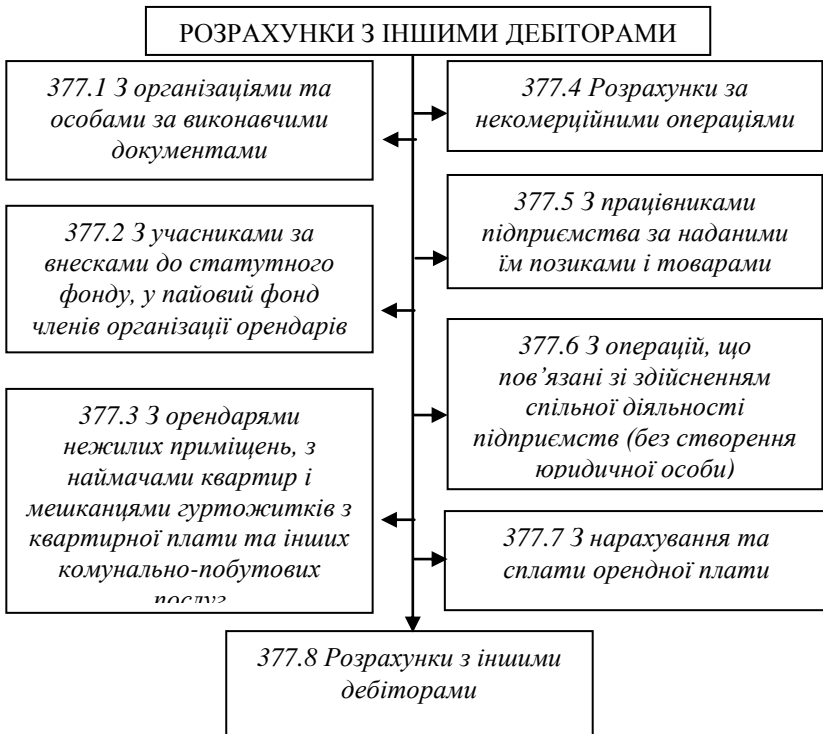 РОЗРАХУНКИ З ІНШИМИ ДЕБІТОРАМИ
377.1 З організаціями та
особами за виконавчими
документами
377.2 З учасниками за
внесками до статутного
фонду, у пайовий фонд
членів організації орендарів
377.3 З орендарями
нежилих приміщень, з
наймачами квартир і
мешканцями гуртожитків з
квартирної плати та інших
комунально-побутових
послуг
377.4 Розрахунки за
некомерційними операціями
377.5 З працівниками
підприємства за наданими
їм позиками і товарами
377.6 З операцій, що
пов’язані зі здійсненням
спільної діяльності
підприємств (без створення
юридичної особи)
377.7 З нарахування та
сплати орендної плати
377.8 Розрахунки з іншими
дебіторами